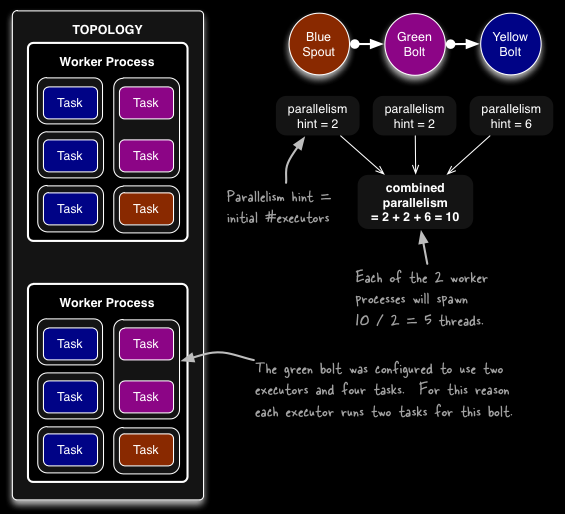 TOPOLOGY
Worker Process
Task
Task
Task
Task
Task
Task
Worker Process
Task
Task
Task
Task
Task
Task
Blue
Spout
Green
Bolt
Yellow
Bolt
parallelism
hint = 2
parallelism
hint = 2
parallelism
hint = 6
combined
parallelism
= 2 + 2 + 6 = 10
Parallelism hint =
initial #executors
Each of the 2 worker
processes will spawn
10 / 2 = 5 threads.
The green bolt was configured to use two
executors and four tasks. For this reason
each executor runs two tasks for this bolt.